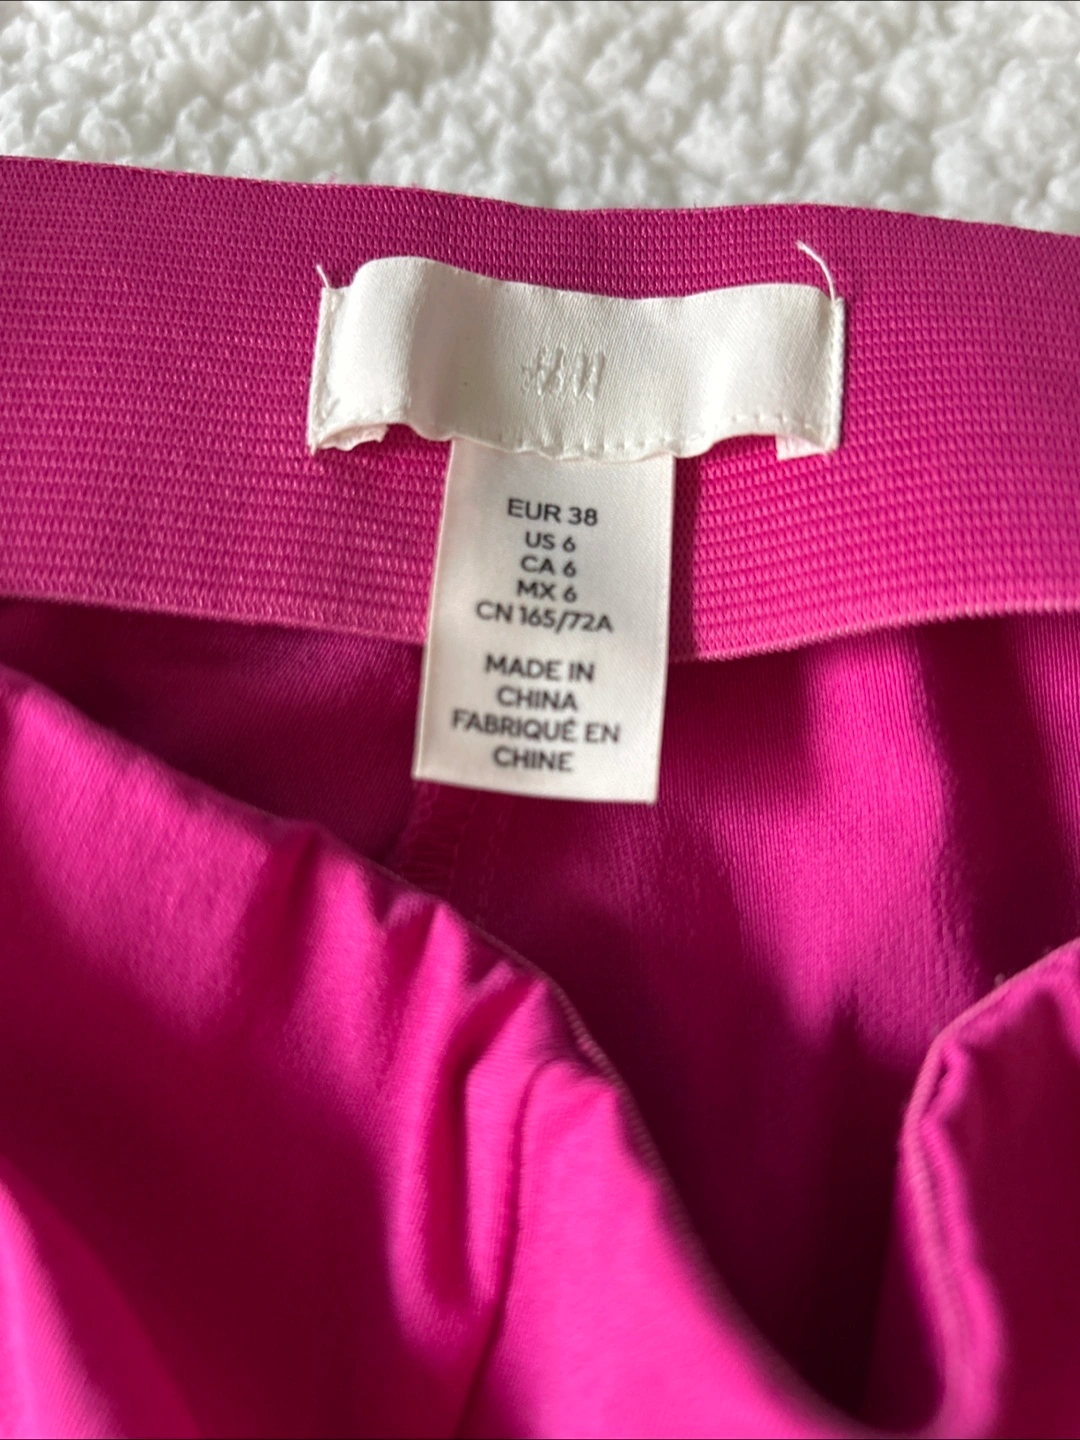 H&M
EUR 38
US 6
CA 6
MX 6
CN 165/72A
MADE IN
CHINA
FABRIQUÉ EN
CHINE